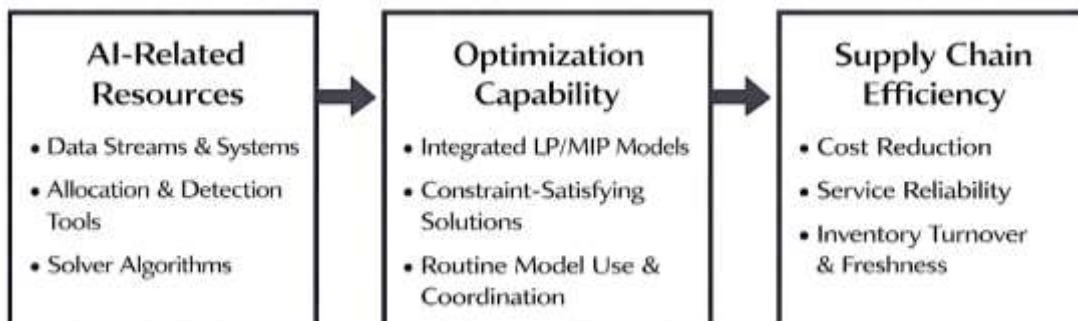 AI-Related
Resources
• Data Streams & Systems
• Allocation & Detection
Tools
• Solver Algorithms
Optimization
Capability
• Integrated LP/MIP Models
• Constraint-Satisfying
Solutions
• Routine Model Use &
Coordination
Supply Chain
Efficiency
• Cost Reduction
• Service Reliability
• Inventory Turnover
& Freshness